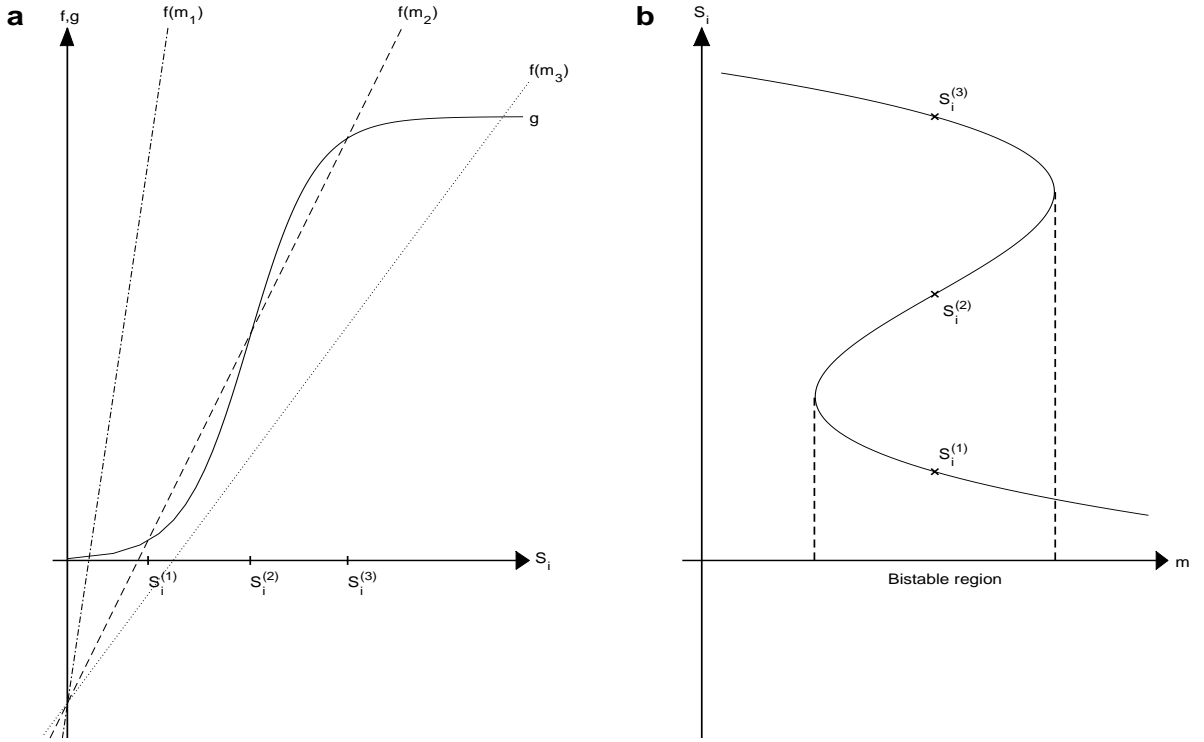 a
f,g
f(m₁)
f(m₂)
f(m₃)
g
Sᵢ
Sᵢ⁽¹⁾
Sᵢ⁽²⁾
Sᵢ⁽³⁾
b
Sᵢ
Sᵢ⁽³⁾
Sᵢ⁽²⁾
Sᵢ⁽¹⁾
m
Bistable region